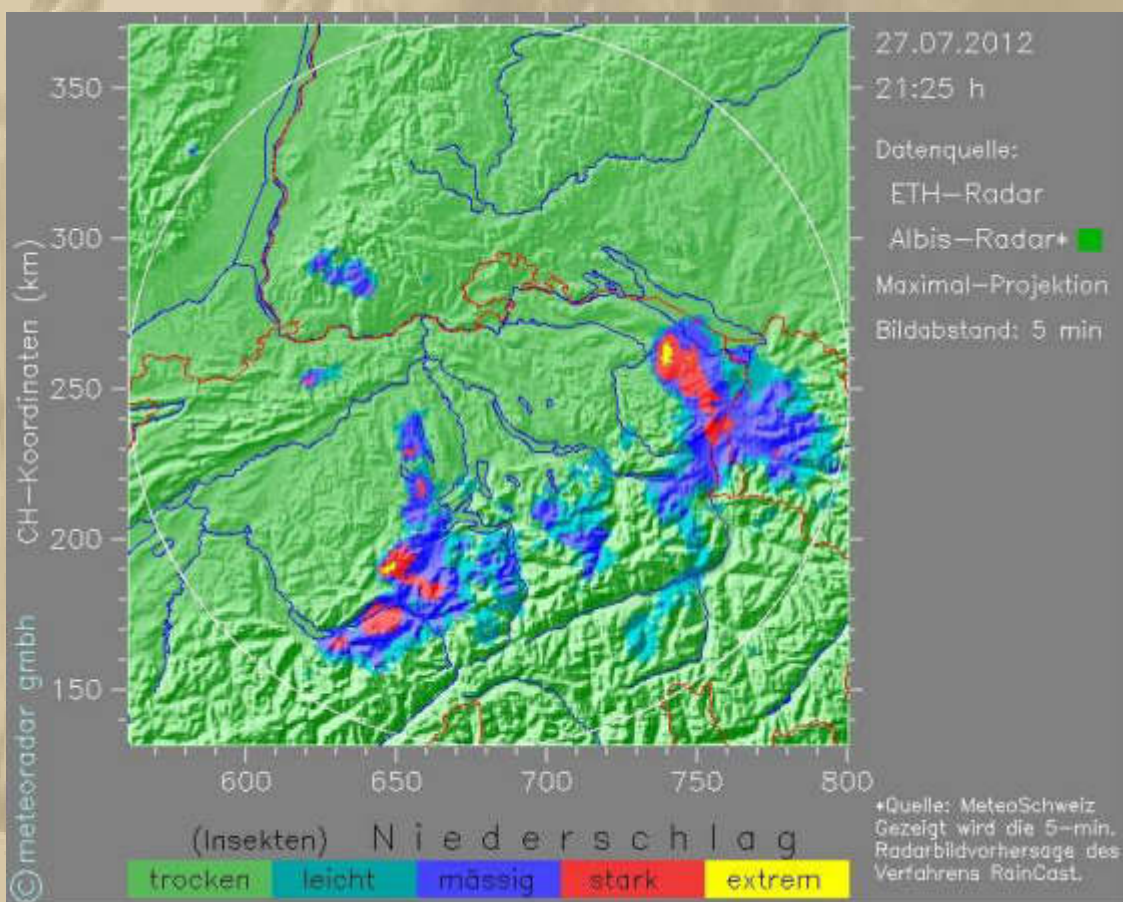 27.07.2012
21:25 h
Datenquelle:
ETH-Radar
Albis-Radar*
Maximal-Projektion
Bildabstand: 5 min
350
300
250
200
150
CH-Koordinaten (km)
© meteoradar gmbh
600 650 700 750 800
(Insekten) Niederschlag
trocken leicht mässig stark extrem
*Quelle: MeteoSchweiz
Gezeigt wird die 5-min.
Radarbildvorhersage des
Verfahrens RainCast.